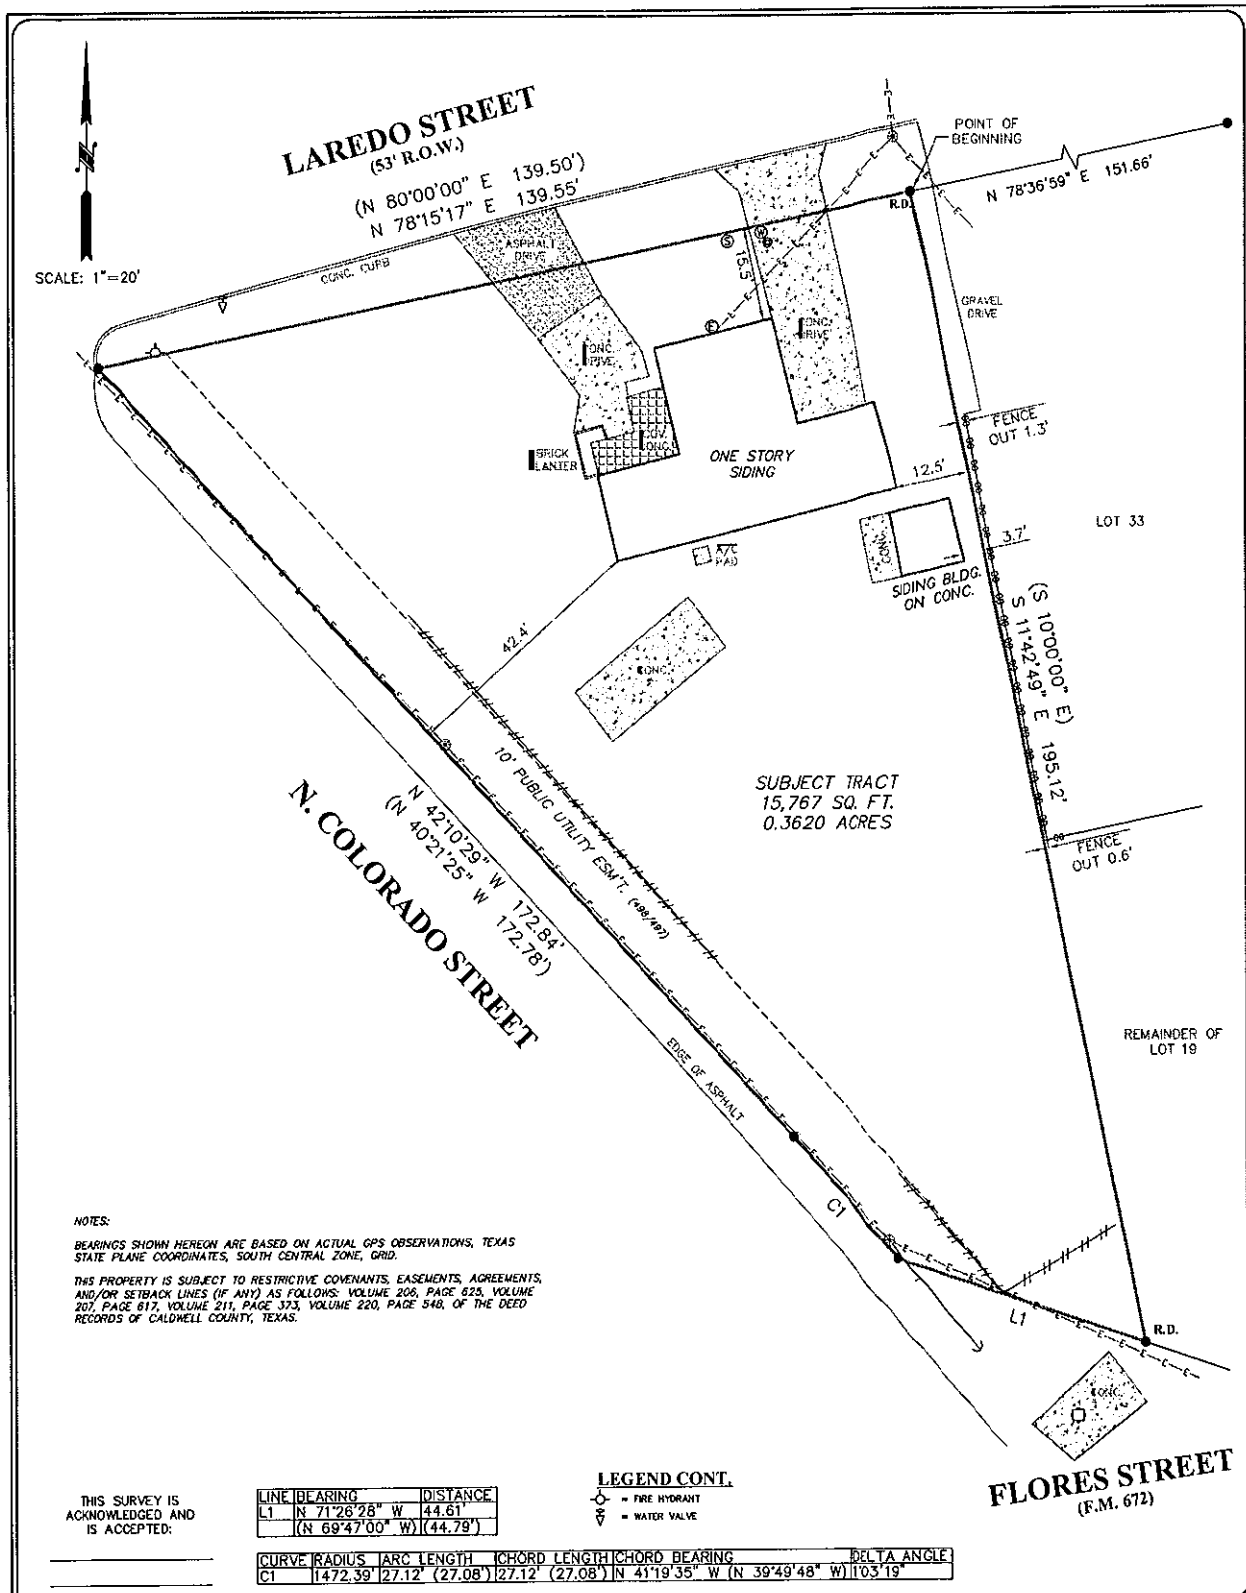 LAREDO STREET
(53' R.O.W.)
(N 80°00'00" E 139.50')
N 78°15'17" E 139.55'
POINT OF
BEGINNING
N 78°36'59" E 151.66'
R.D.
SCALE: 1"=20'
CONC. CURB
ASPHALT
DRIVE
S
W
15.5'
E
GRAVEL
DRIVE
ONC.
DRIVE
ONC.
DRIVE
FENCE
OUT 1.3'
BRICK
LANTER
COV.
ONC.
ONE STORY
SIDING
12.5'
LOT 33
3.7'
A/C
PAD
CONC.
SIDING BLDG.
ON CONC.
(S 10°00'00" E)
S 11°42'49" E 195.12'
42.4'
CONC.
10' PUBLIC UTILITY ESM'T. (498/497)
SUBJECT TRACT
15,767 SQ. FT.
0.3620 ACRES
N 42°10'29" W 172.84'
(N 40°21'25" W 172.78')
N. COLORADO STREET
FENCE
OUT 0.6'
EDGE OF ASPHALT
REMAINDER OF
LOT 19
C1
L1
R.D.
CONC.
FLORES STREET
(F.M. 672)
NOTES:
BEARINGS SHOWN HEREON ARE BASED ON ACTUAL GPS OBSERVATIONS, TEXAS
STATE PLANE COORDINATES, SOUTH CENTRAL ZONE, GRID.
THIS PROPERTY IS SUBJECT TO RESTRICTIVE COVENANTS, EASEMENTS, AGREEMENTS,
AND/OR SETBACK LINES (IF ANY) AS FOLLOWS: VOLUME 206, PAGE 625, VOLUME
207, PAGE 617, VOLUME 211, PAGE 373, VOLUME 220, PAGE 548, OF THE DEED
RECORDS OF CALDWELL COUNTY, TEXAS.
THIS SURVEY IS
ACKNOWLEDGED AND
IS ACCEPTED:
LINE BEARING DISTANCE
L1 N 71°26'28" W 44.61'
(N 69°47'00" W) (44.79')
LEGEND CONT.
= FIRE HYDRANT
= WATER VALVE
CURVE RADIUS ARC LENGTH CHORD LENGTH CHORD BEARING DELTA ANGLE
C1 1472.39' 27.12' (27.08') 27.12' (27.08') N 41°19'35" W (N 39°49'48" W) 1°03'19"